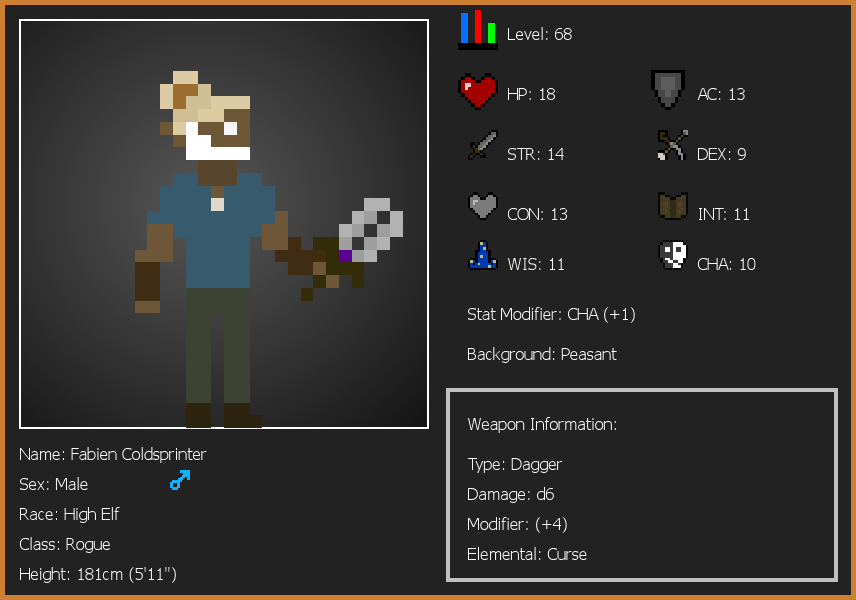 Level: 68
HP: 18
AC: 13
STR: 14
DEX: 9
CON: 13
INT: 11
WIS: 11
CHA: 10
Stat Modifier: CHA (+1)
Background: Peasant
Weapon Information:
Type: Dagger
Damage: d6
Modifier: (+4)
Elemental: Curse
Name: Fabien Coldsprinter
Sex: Male
Race: High Elf
Class: Rogue
Height: 181cm (5'11")